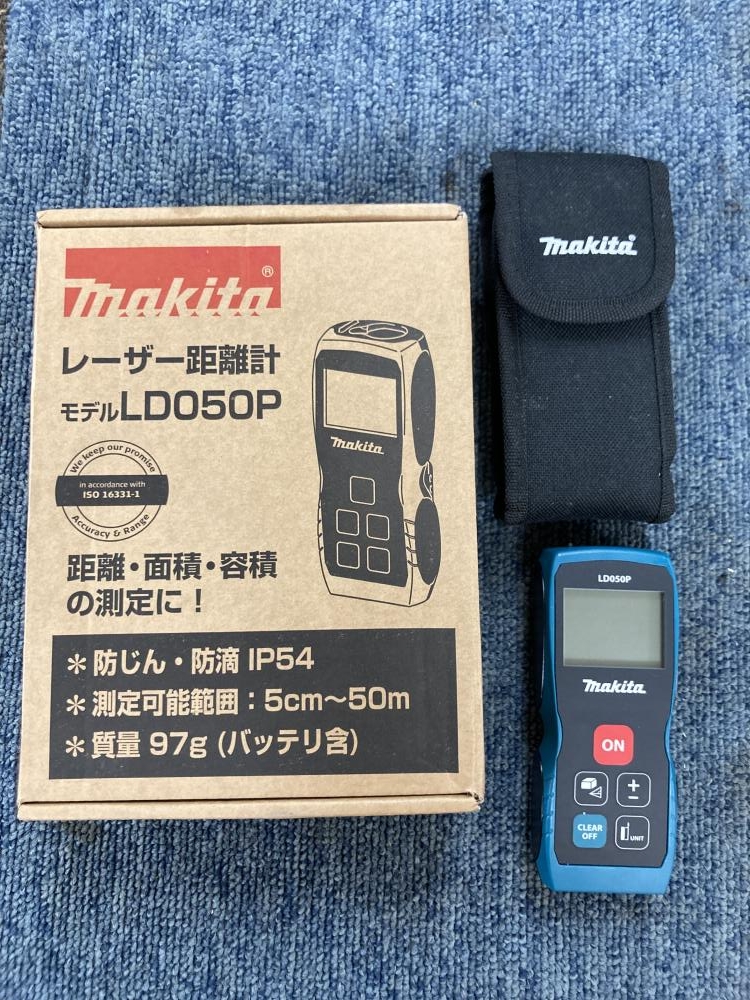 makita®
レーザー距離計
モデルLD050P
We keep our promise
in accordance with
ISO 16331-1
Accuracy & Range
makita
距離・面積・容積
の測定に！
＊防じん・防滴 IP54
＊測定可能範囲：5cm〜50m
＊質量 97g (バッテリ含)
makita®
LD050P
makita
ON
+
−
CLEAR
OFF
UNIT